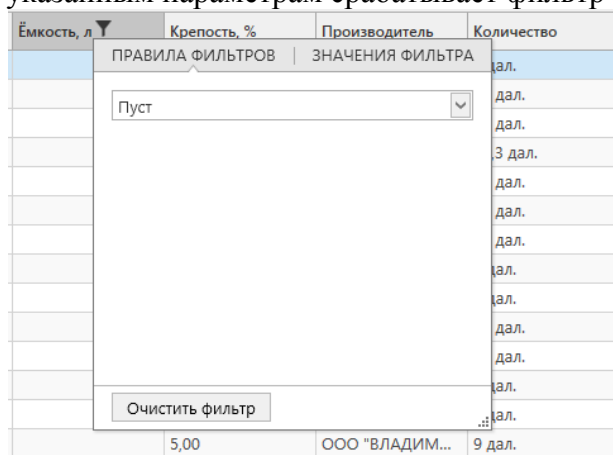 указанным параметрам срабатывает фильтр
Ёмкость, л Крепость, % Производитель Количество
ПРАВИЛА ФИЛЬТРОВ | ЗНАЧЕНИЯ ФИЛЬТРА
дал.
Пуст
дал.
дал.
,3 дал.
дал.
дал.
дал.
дал.
дал.
дал.
дал.
дал.
Очистить фильтр
дал.
5,00 ООО "ВЛАДИМ... 9 дал.